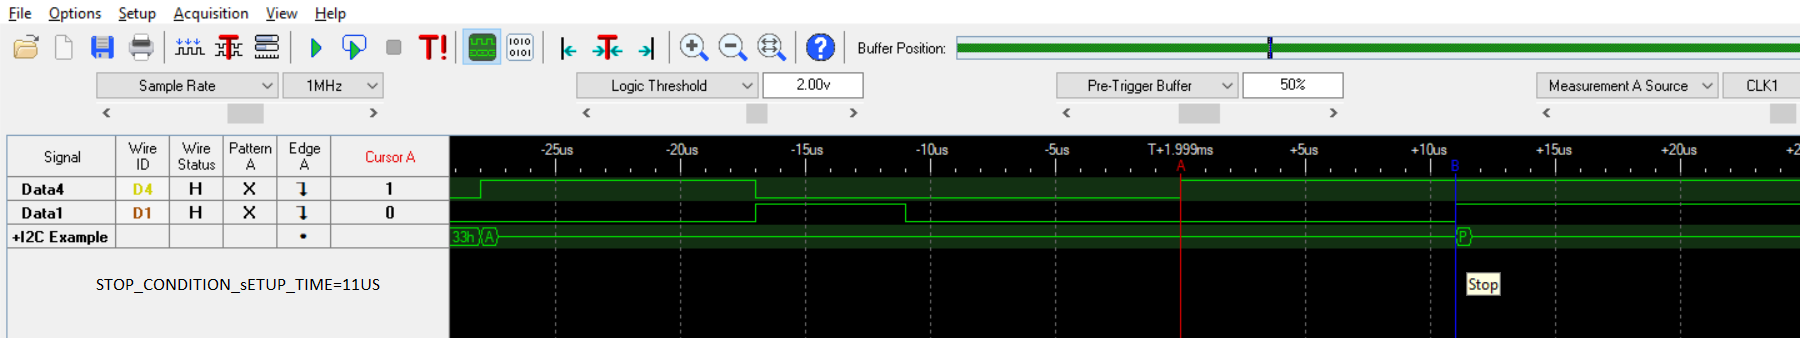 File Options Setup Acquisition View Help
T! 1010 0101 T ? Buffer Position:
Sample Rate 1MHz Logic Threshold 2.00v Pre-Trigger Buffer 50% Measurement A Source CLK1
Signal Wire ID Wire Status Pattern A Edge A Cursor A
-25us -20us -15us -10us -5us T+1.999ms +5us +10us +15us +20us +2
A B
Data4 D4 H X 1
Data1 D1 H X 0
+I2C Example 33h A P
STOP_CONDITION_sETUP_TIME=11US
Stop